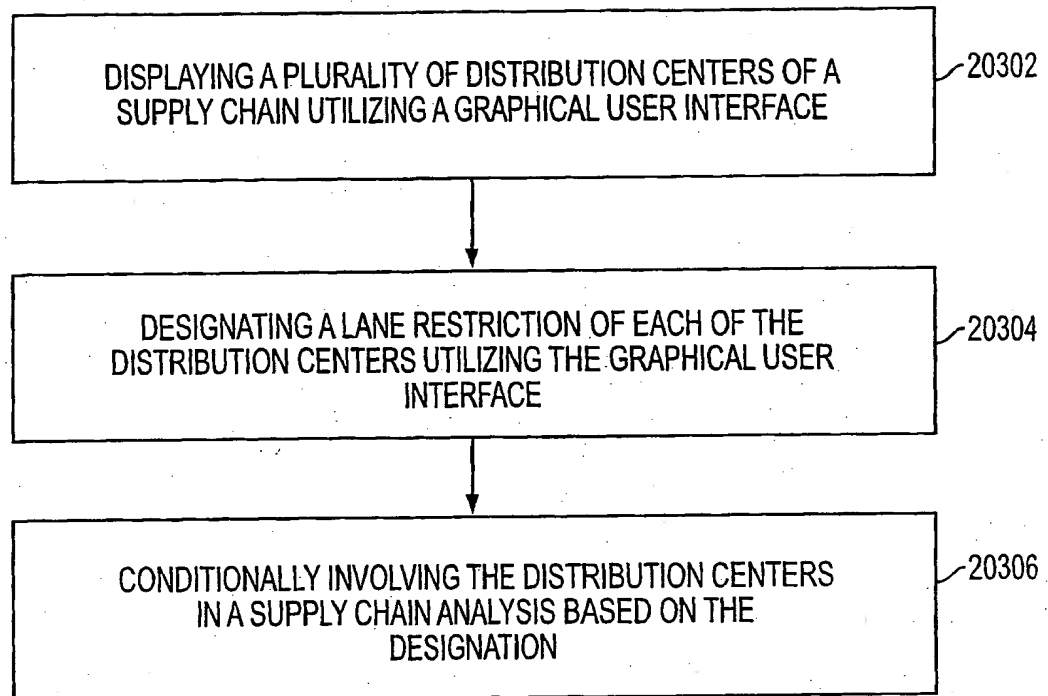 DISPLAYING A PLURALITY OF DISTRIBUTION CENTERS OF A
SUPPLY CHAIN UTILIZING A GRAPHICAL USER INTERFACE
20302
DESIGNATING A LANE RESTRICTION OF EACH OF THE
DISTRIBUTION CENTERS UTILIZING THE GRAPHICAL USER
INTERFACE
20304
CONDITIONALLY INVOLVING THE DISTRIBUTION CENTERS
IN A SUPPLY CHAIN ANALYSIS BASED ON THE
DESIGNATION
20306